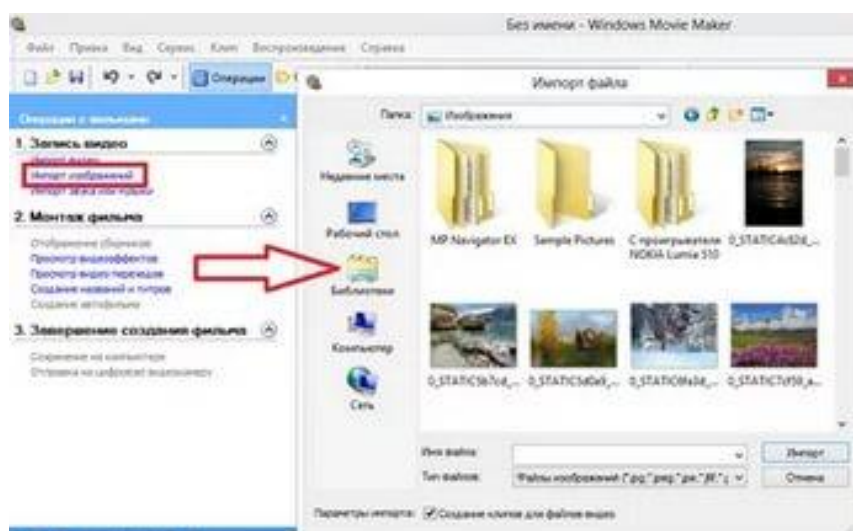 Без имени - Windows Movie Maker
Файл Правка Вид Сервис Клип Воспроизведение Справка
Операции
Импорт файла
Операции с фильмами
Папка: Изображения
1. Запись видео
Импорт видео
Импорт изображений
Импорт звука или музыки
Недавние места
2. Монтаж фильма
Отображение сборников
Просмотр видеоэффектов
Просмотр видео переходов
Создание названий и титров
Создание автофильма
Рабочий стол
MP Navigator EX
Sample Pictures
С проигрывателя NOKIA Lumia 510
Библиотеки
3. Завершение создания фильма
Сохранение на компьютере
Отправка на цифровую видеокамеру
Компьютер
Сеть
Имя файла:
Импорт
Тип файлов:
Отмена
Параметры импорта: Создание клипов для файлов видео